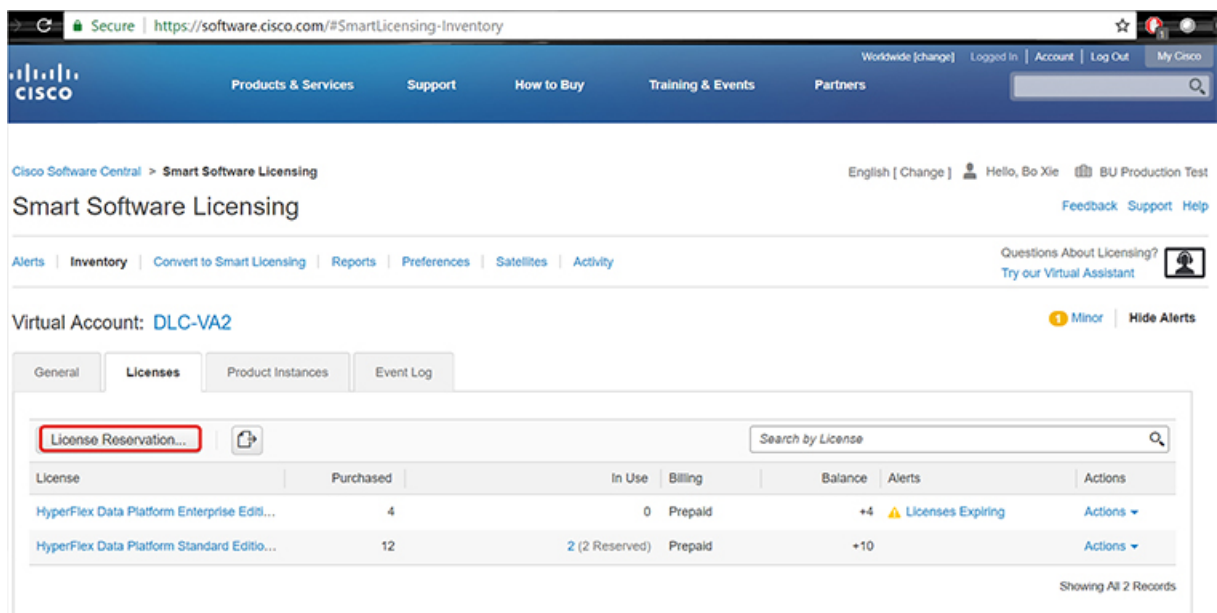 Secure | https://software.cisco.com/#SmartLicensing-Inventory
1
Worldwide [change] Logged In | Account | Log Out My Cisco
CISCO
Products & Services Support How to Buy Training & Events Partners
Cisco Software Central > Smart Software Licensing
English [ Change ] Hello, Bo Xie BU Production Test
Smart Software Licensing
Feedback Support Help
Alerts | Inventory | Convert to Smart Licensing | Reports | Preferences | Satellites | Activity
Questions About Licensing?
Try our Virtual Assistant
Virtual Account: DLC-VA2
1 Minor | Hide Alerts
General Licenses Product Instances Event Log
License Reservation...
Search by License
License Purchased In Use Billing Balance Alerts Actions
HyperFlex Data Platform Enterprise Editi... 4 0 Prepaid +4 Licenses Expiring Actions
HyperFlex Data Platform Standard Editio... 12 2 (2 Reserved) Prepaid +10 Actions
Showing All 2 Records